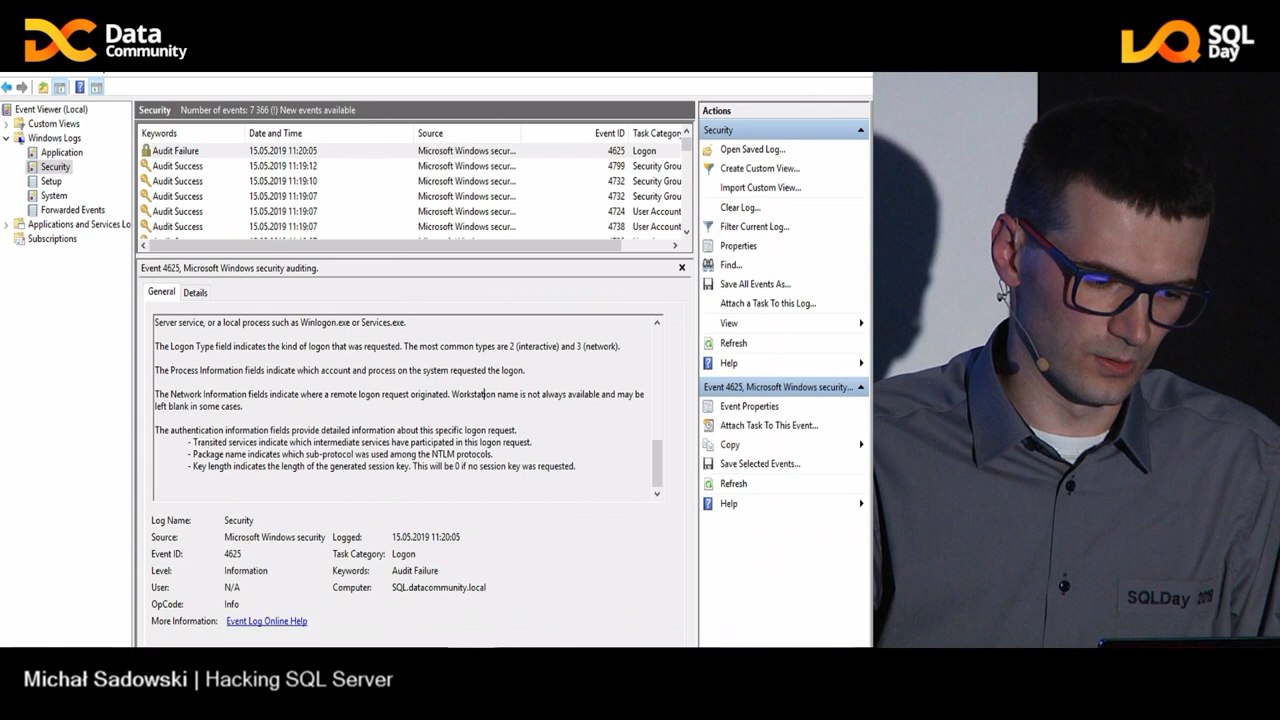 Data
Community
SQL
Day
Event Viewer (Local)
Custom Views
Windows Logs
Application
Security
Setup
System
Forwarded Events
Applications and Services Lo
Subscriptions
Security Number of events: 7 366 (!) New events available
Keywords Date and Time Source Event ID Task Categor
Audit Failure 15.05.2019 11:20:05 Microsoft Windows secur... 4625 Logon
Audit Success 15.05.2019 11:19:12 Microsoft Windows secur... 4799 Security Grou
Audit Success 15.05.2019 11:19:10 Microsoft Windows secur... 4732 Security Grou
Audit Success 15.05.2019 11:19:07 Microsoft Windows secur... 4732 Security Grou
Audit Success 15.05.2019 11:19:07 Microsoft Windows secur... 4724 User Account
Audit Success 15.05.2019 11:19:07 Microsoft Windows secur... 4738 User Account
Event 4625, Microsoft Windows security auditing.
General Details
Server service, or a local process such as Winlogon.exe or Services.exe.
The Logon Type field indicates the kind of logon that was requested. The most common types are 2 (interactive) and 3 (network).
The Process Information fields indicate which account and process on the system requested the logon.
The Network Information fields indicate where a remote logon request originated. Workstation name is not always available and may be
left blank in some cases.
The authentication information fields provide detailed information about this specific logon request.
- Transited services indicate which intermediate services have participated in this logon request.
- Package name indicates which sub-protocol was used among the NTLM protocols.
- Key length indicates the length of the generated session key. This will be 0 if no session key was requested.
Log Name: Security
Source: Microsoft Windows security Logged: 15.05.2019 11:20:05
Event ID: 4625 Task Category: Logon
Level: Information Keywords: Audit Failure
User: N/A Computer: SQL.datacommunity.local
OpCode: Info
More Information: Event Log Online Help
Actions
Security
Open Saved Log...
Create Custom View...
Import Custom View...
Clear Log...
Filter Current Log...
Properties
Find...
Save All Events As...
Attach a Task To this Log...
View
Refresh
Help
Event 4625, Microsoft Windows security...
Event Properties
Attach Task To This Event...
Copy
Save Selected Events...
Refresh
Help
SQLDay 2019
Michał Sadowski | Hacking SQL Server